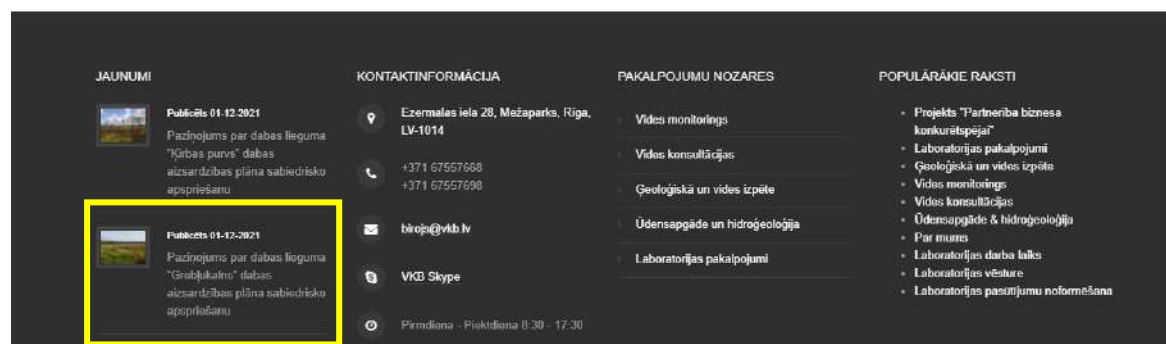 JAUNUMI
Publicēts 01-12-2021
Paziņojums par dabas lieguma
"Ķirbas purvs" dabas
aizsardzības plāna sabiedrisko
apspriešanu
Publicēts 01-12-2021
Paziņojums par dabas lieguma
"Grobļukalns" dabas
aizsardzības plāna sabiedrisko
apspriešanu
KONTAKTINFORMĀCIJA
Ezermalas iela 28, Mežaparks, Rīga,
LV-1014
+371 67557668
+371 67557698
birojs@vkb.lv
VKB Skype
Pirmdiena - Piektdiena 8:30 - 17:30
PAKALPOJUMU NOZARES
Vides monitorings
Vides konsultācijas
Ģeoloģiskā un vides izpēte
Ūdensapgāde un hidroģeoloģija
Laboratorijas pakalpojumi
POPULĀRĀKIE RAKSTI
Projekts "Partnerība biznesa
konkurētspējai"
Laboratorijas pakalpojumi
Ģeoloģiskā un vides izpēte
Vides monitorings
Vides konsultācijas
Ūdensapgāde & hidroģeoloģija
Par mums
Laboratorijas darba laiks
Laboratorijas vēsture
Laboratorijas pasūtījumu noformēšana